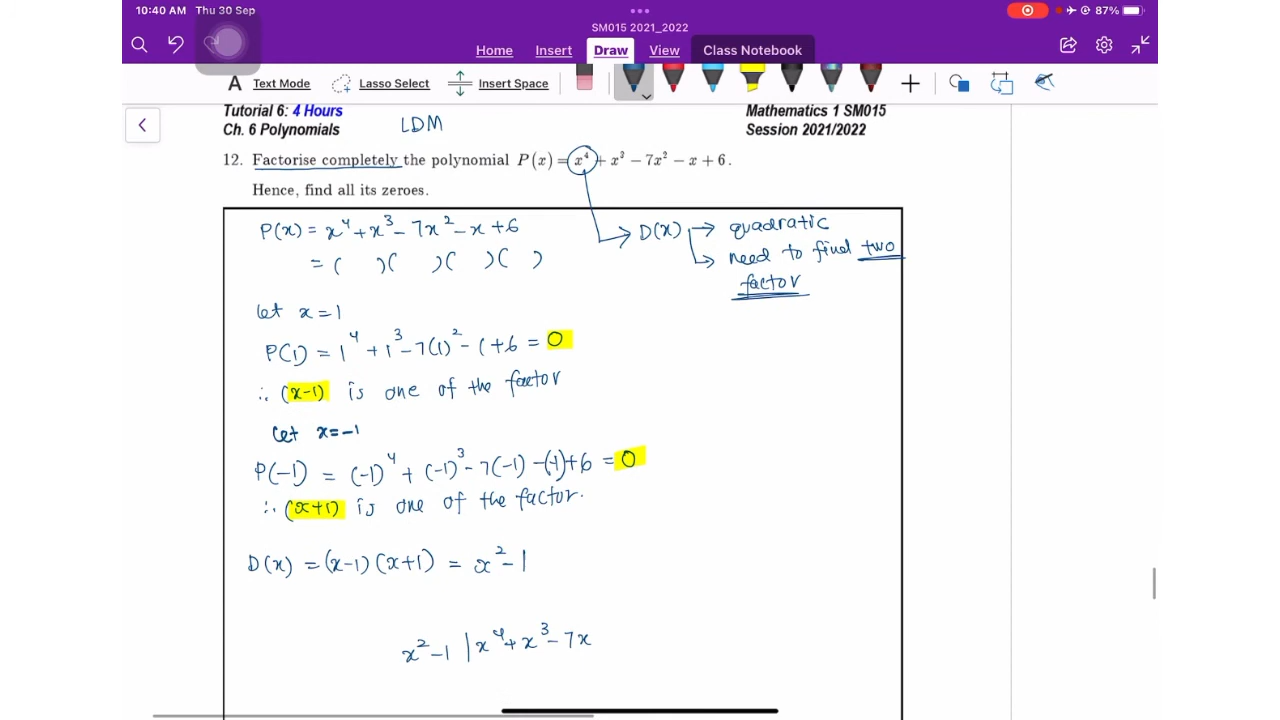 10:40 AM Thu 30 Sep
87%
SM015 2021_2022
Home Insert Draw View Class Notebook
A Text Mode Lasso Select Insert Space
Tutorial 6: 4 Hours Mathematics 1 SM015
Ch. 6 Polynomials LDM Session 2021/2022
12. Factorise completely the polynomial P(x) = x⁴ + x³ − 7x² − x + 6.
Hence, find all its zeroes.
P(x) = x⁴ + x³ − 7x² − x + 6
D(x) → quadratic
= ( )( )( )( )
↳ need to find two
factor
let x = 1
P(1) = 1⁴ + 1³ − 7(1)² − 1 + 6 = 0
∴ (x−1) is one of the factor
let x = −1
P(−1) = (−1)⁴ + (−1)³ − 7(−1) − (−1) + 6 = 0
∴ (x+1) is one of the factor.
D(x) = (x−1)(x+1) = x² − 1
x² − 1 | x⁴ + x³ − 7x